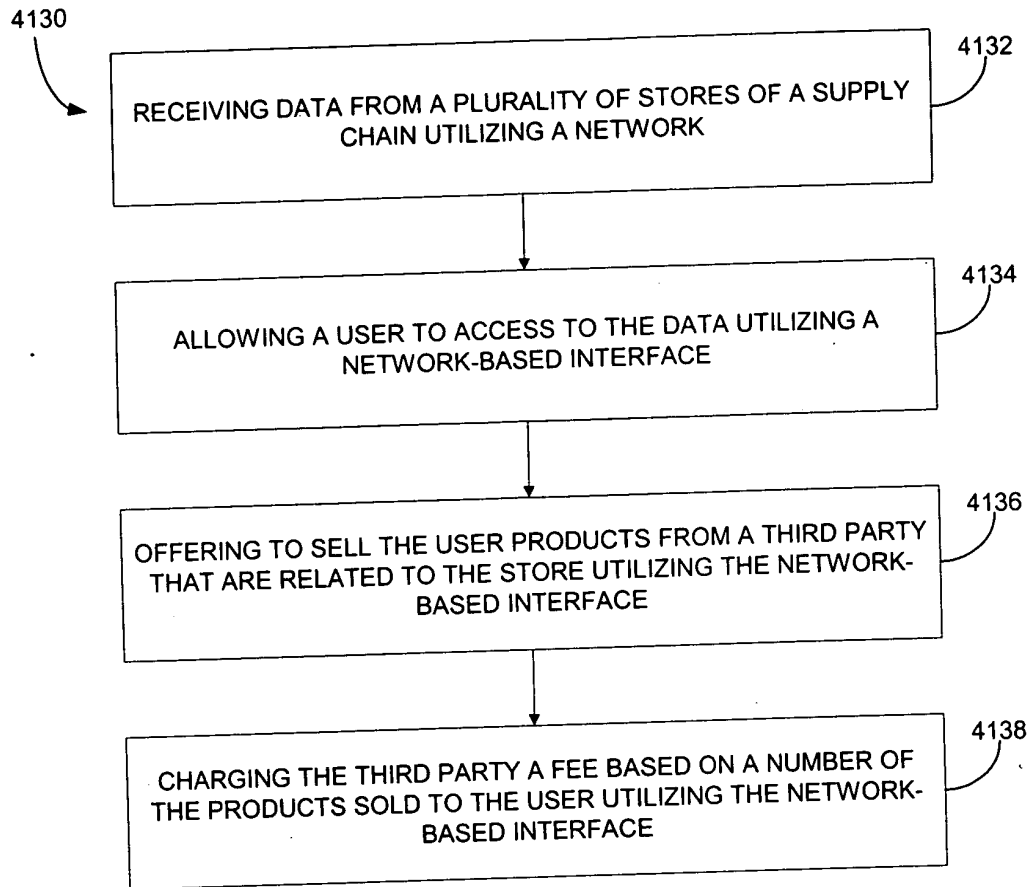 4130
4132
RECEIVING DATA FROM A PLURALITY OF STORES OF A SUPPLY
CHAIN UTILIZING A NETWORK
4134
ALLOWING A USER TO ACCESS TO THE DATA UTILIZING A
NETWORK-BASED INTERFACE
4136
OFFERING TO SELL THE USER PRODUCTS FROM A THIRD PARTY
THAT ARE RELATED TO THE STORE UTILIZING THE NETWORK-
BASED INTERFACE
4138
CHARGING THE THIRD PARTY A FEE BASED ON A NUMBER OF
THE PRODUCTS SOLD TO THE USER UTILIZING THE NETWORK-
BASED INTERFACE